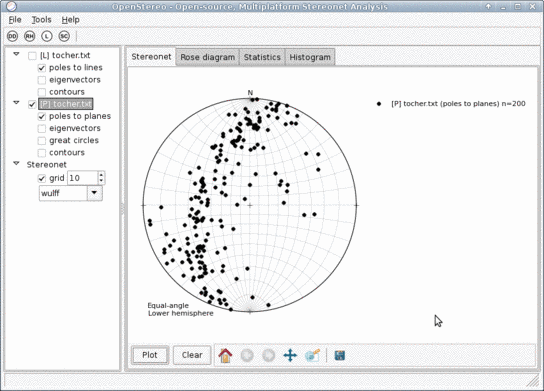 OpenStereo - Open-source, Multiplatform Stereonet Analysis
File Tools Help
DD RH L SC
[L] tocher.txt
poles to lines
eigenvectors
contours
[P] tocher.txt
poles to planes
eigenvectors
great circles
contours
Stereonet
grid 10
wulff
Stereonet Rose diagram Statistics Histogram
N
[P] tocher.txt (poles to planes) n=200
Equal-angle
Lower hemisphere
Plot Clear